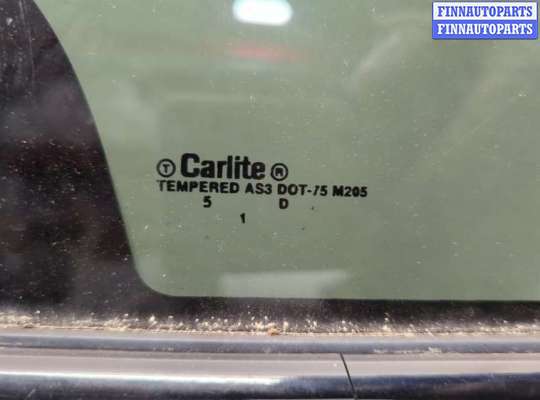 FINNAUTOPARTS
FINNAUTOPARTS
T Carlite ®
TEMPERED AS3 DOT-75 M205
5 D
1